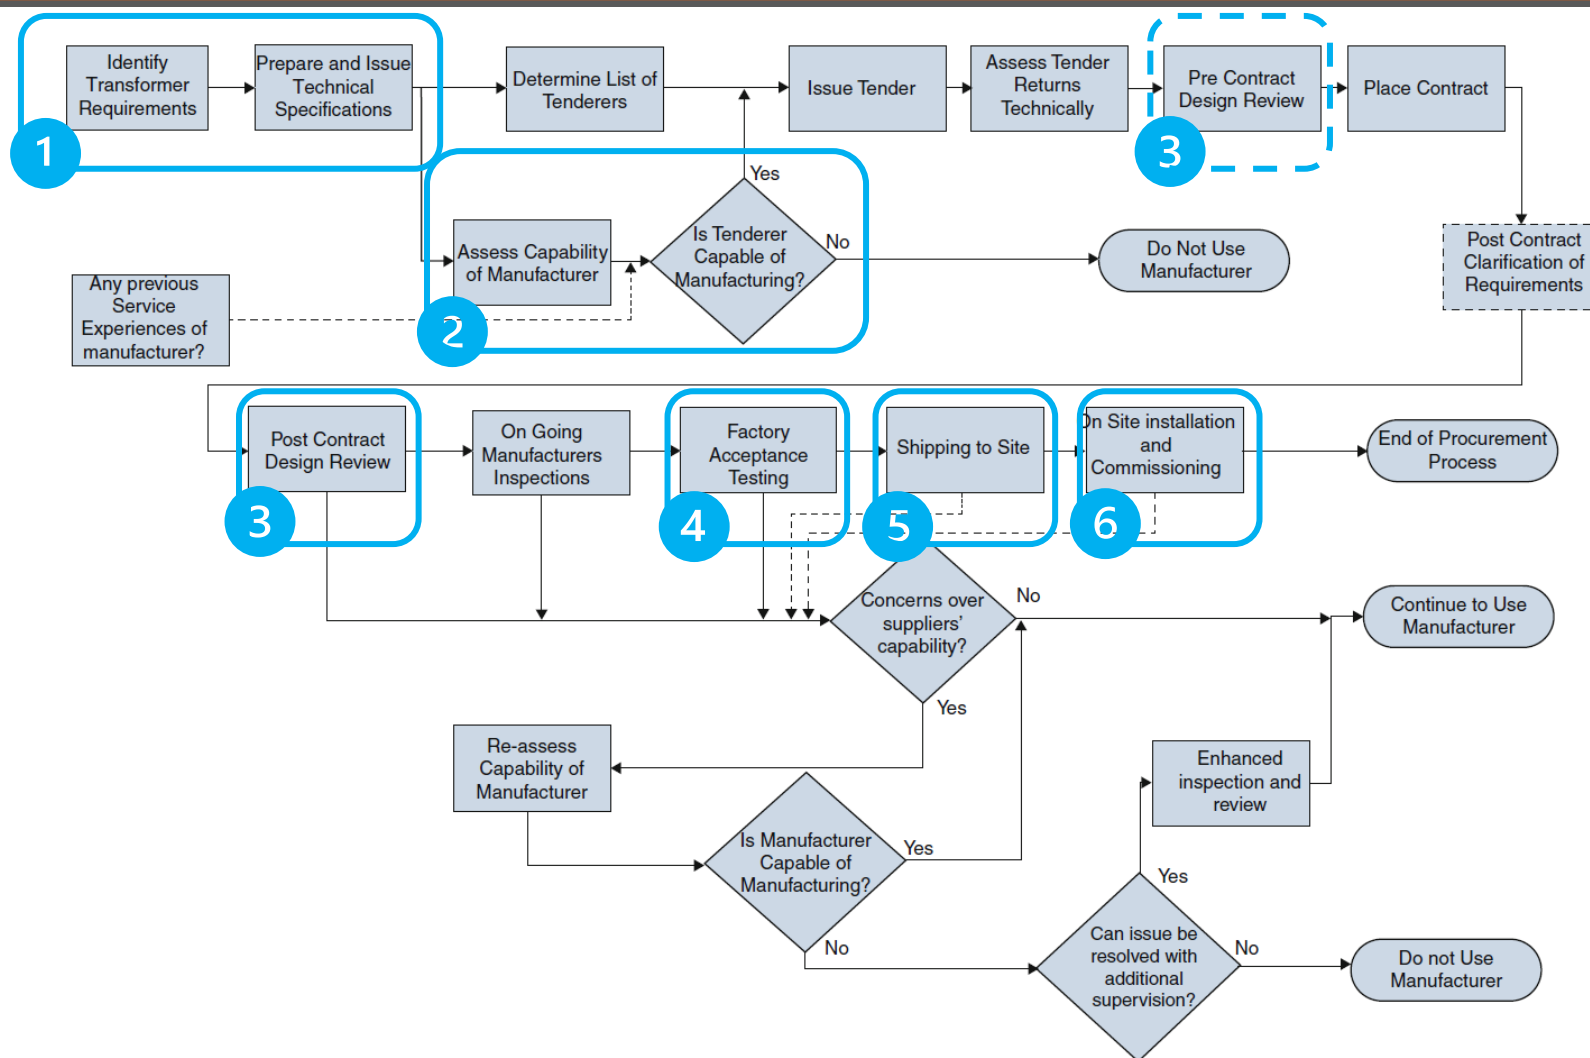 Identify
Transformer
Requirements
Prepare and Issue
Technical
Specifications
Determine List of
Tenderers
Issue Tender
Assess Tender
Returns
Technically
Pre Contract
Design Review
Place Contract
1
3
Yes
Assess Capability
of Manufacturer
Is Tenderer
Capable of
Manufacturing?
No
Do Not Use
Manufacturer
Post Contract
Clarification of
Requirements
Any previous
Service
Experiences of
manufacturer?
2
Post Contract
Design Review
On Going
Manufacturers
Inspections
Factory
Acceptance
Testing
Shipping to Site
On Site installation
and
Commissioning
End of Procurement
Process
3
4
5
6
Concerns over
suppliers'
capability?
No
Continue to Use
Manufacturer
Yes
Re-assess
Capability of
Manufacturer
Enhanced
inspection and
review
Is Manufacturer
Capable of
Manufacturing?
Yes
Yes
No
Can issue be
resolved with
additional
supervision?
No
Do not Use
Manufacturer